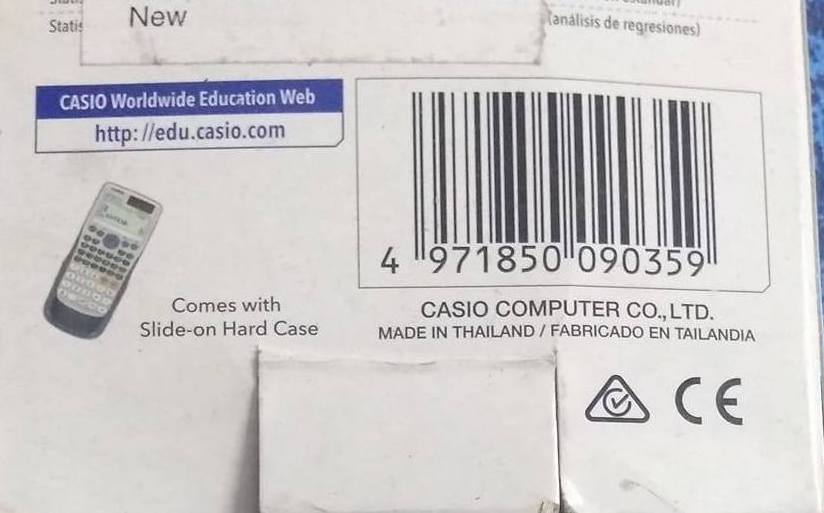 Statis
New
(análisis de regresiones)
CASIO Worldwide Education Web
http://edu.casio.com
4 971850 090359
Comes with
Slide-on Hard Case
CASIO COMPUTER CO., LTD.
MADE IN THAILAND / FABRICADO EN TAILANDIA
CE